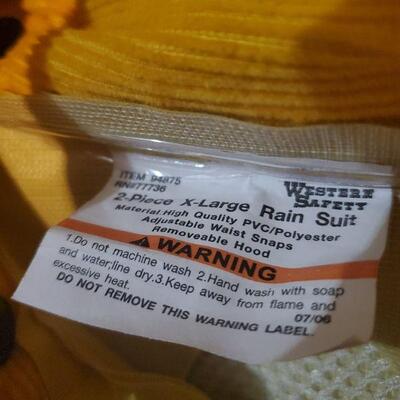 ITEM 94875
RN#77736
WESTERN SAFETY
2-Piece X-Large Rain Suit
Material:High Quality PVC/Polyester
Adjustable Waist Snaps
Removeable Hood
WARNING
1.Do not machine wash 2.Hand wash with soap
and water;line dry.3.Keep away from flame and
excessive heat.
07/06
DO NOT REMOVE THIS WARNING LABEL.